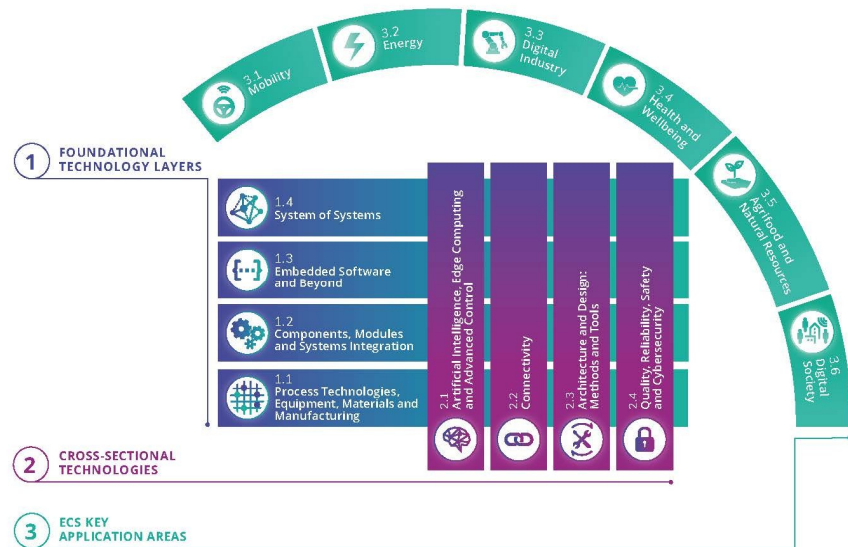 3.1
Mobility
3.2
Energy
3.3
Digital
Industry
3.4
Health and
Wellbeing
3.5
Agrifood and
Natural Resources
3.6
Digital
Society
1
FOUNDATIONAL
TECHNOLOGY LAYERS
1.4
System of Systems
1.3
Embedded Software
and Beyond
1.2
Components, Modules
and Systems Integration
1.1
Process Technologies,
Equipment, Materials and
Manufacturing
2.1
Artificial Intelligence, Edge Computing
and Advanced Control
2.2
Connectivity
2.3
Architecture and Design:
Methods and Tools
2.4
Quality, Reliability, Safety
and Cybersecurity
2
CROSS-SECTIONAL
TECHNOLOGIES
3
ECS KEY
APPLICATION AREAS